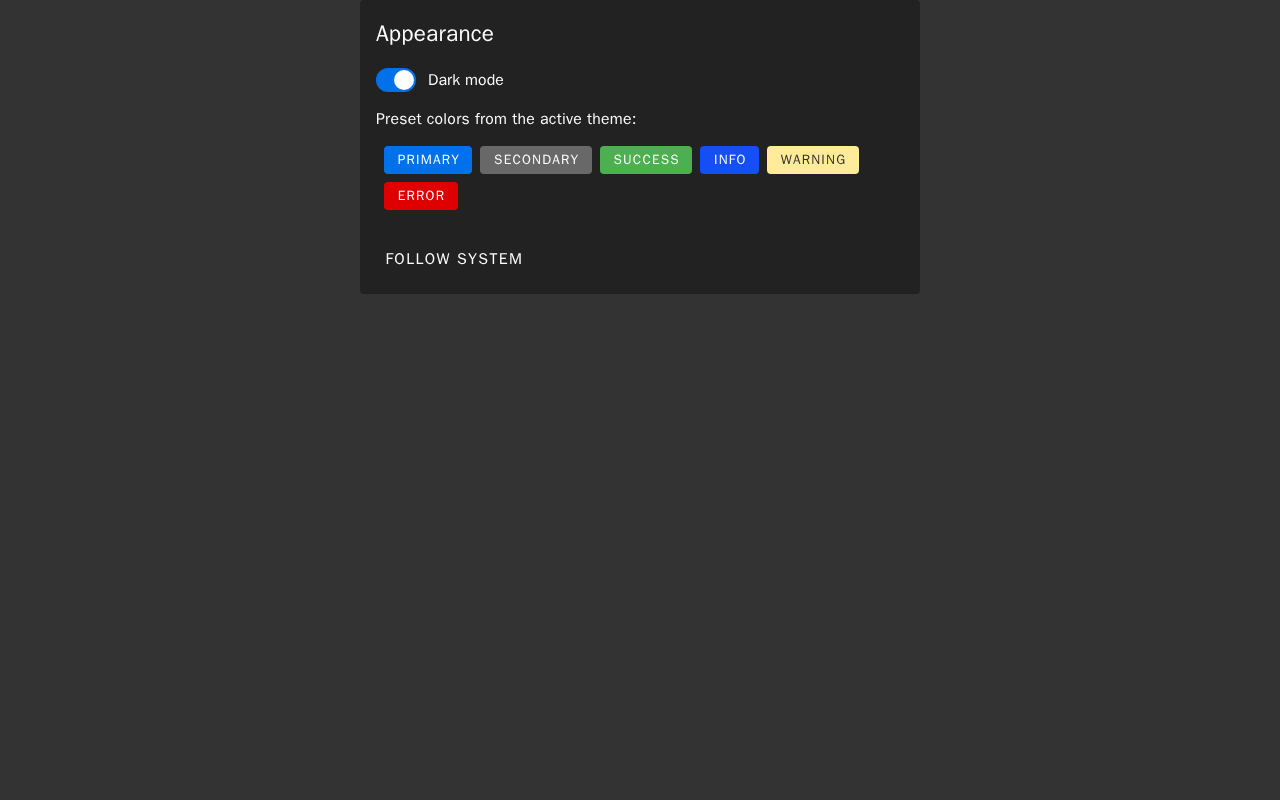 Appearance
Dark mode
Preset colors from the active theme:
PRIMARY SECONDARY SUCCESS INFO WARNING
ERROR
FOLLOW SYSTEM